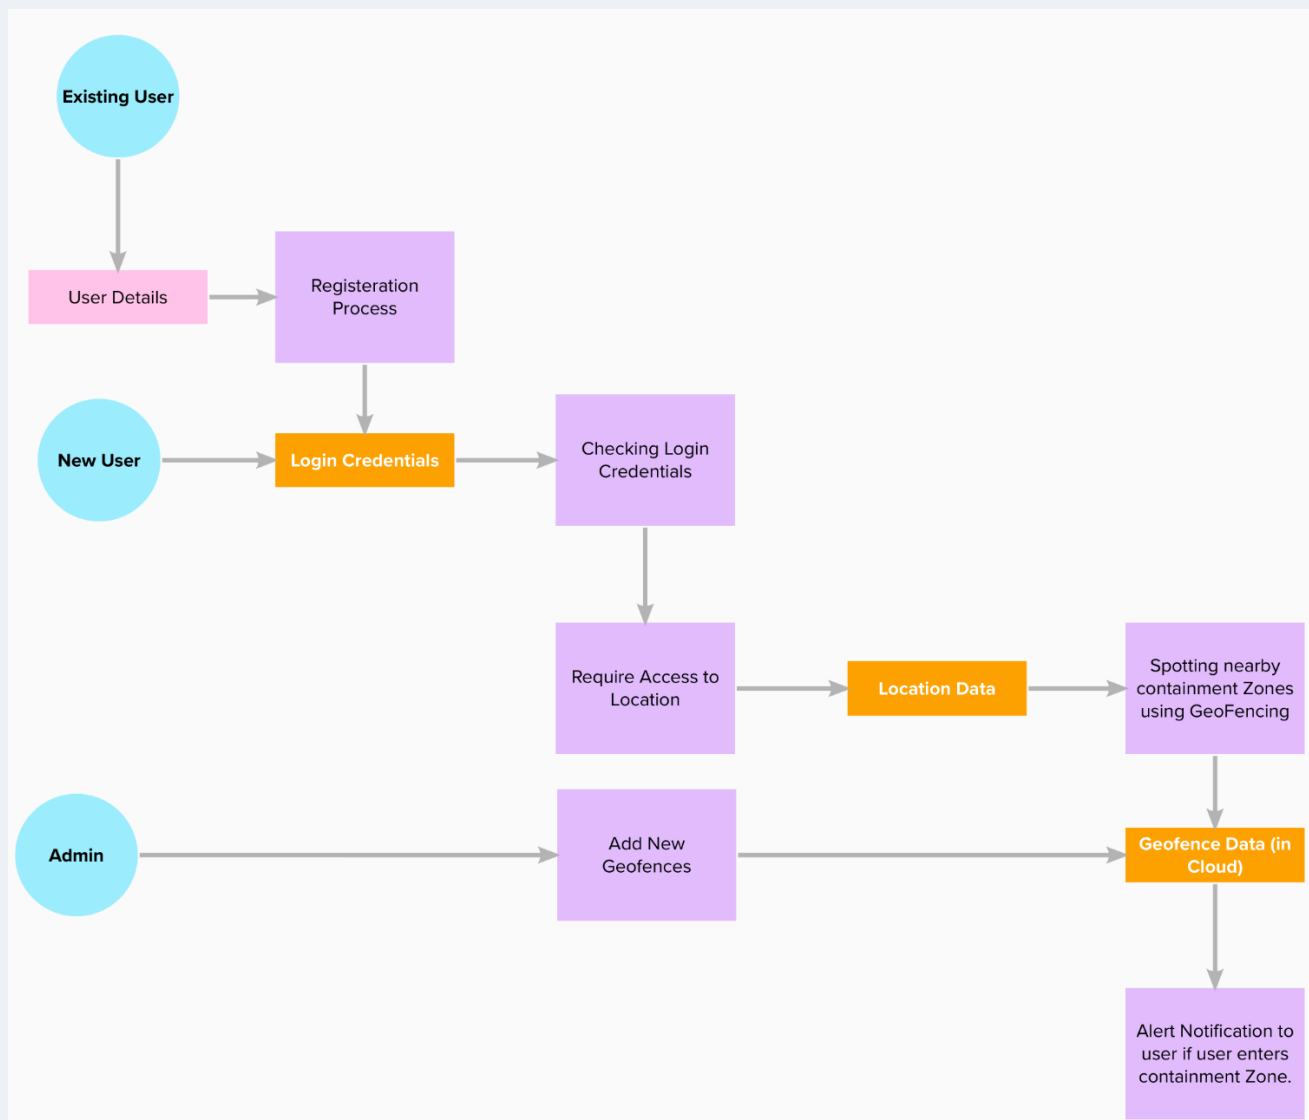 Existing User
User Details
Registeration
Process
New User
Login Credentials
Checking Login
Credentials
Require Access to
Location
Location Data
Spotting nearby
containment Zones
using GeoFencing
Admin
Add New
Geofences
Geofence Data (in
Cloud)
Alert Notification to
user if user enters
containment Zone.